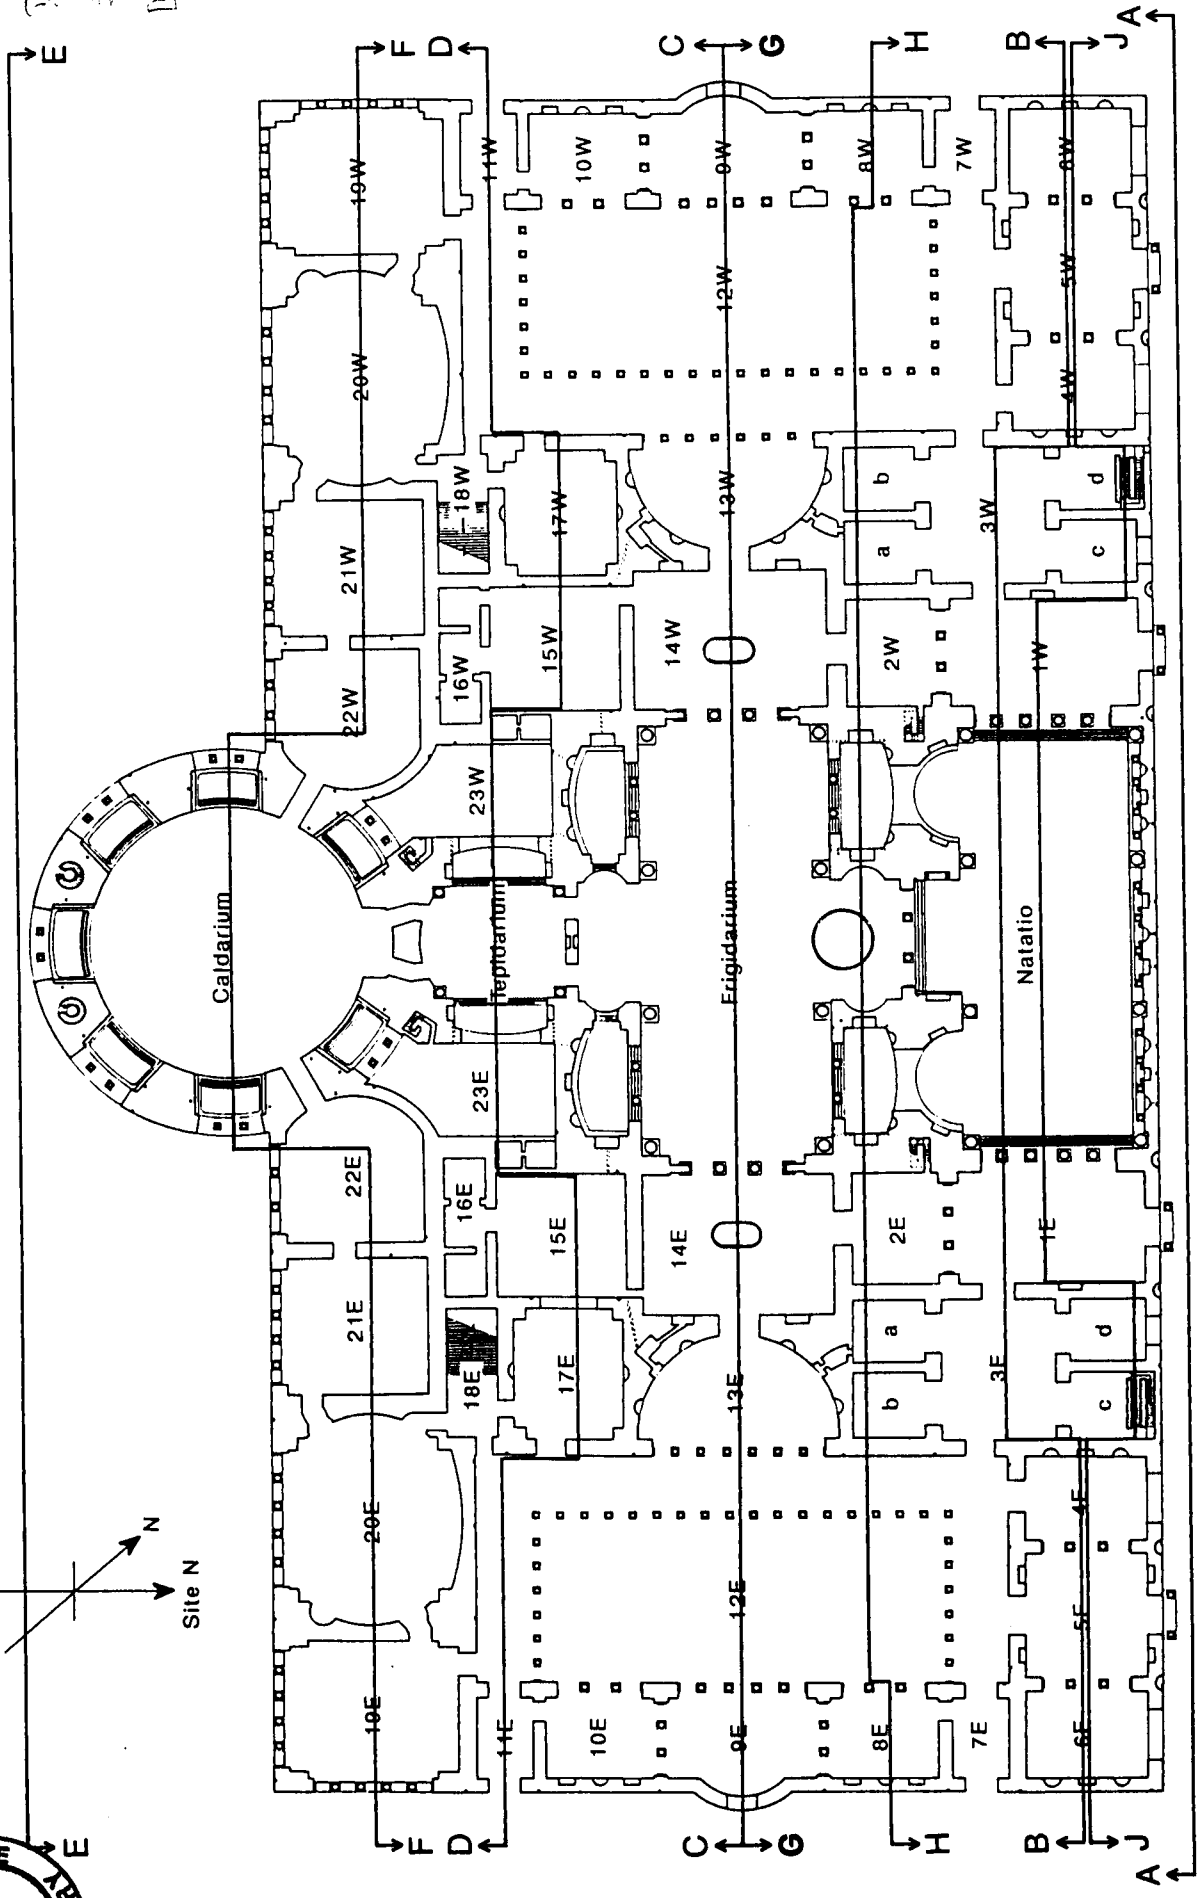 E E
N
Site N
Caldarium
19E 20E 21E 22E 22W 21W 20W 19W
F F
D D
18E 16E 16W 18W
11E 23E Tepidarium 23W 11W
17E 15E 15W 17W
10E 10W
14E 14W
C C
9E 12E 13E Frigidarium 13W 12W 9W
G G
8E b a 2E 2W a b 8W
H H
7E 3E 3W 7W
Natatio
1E 1W
B B
6E 5E 4E c d c d 4W 5W 6W
J J
A A